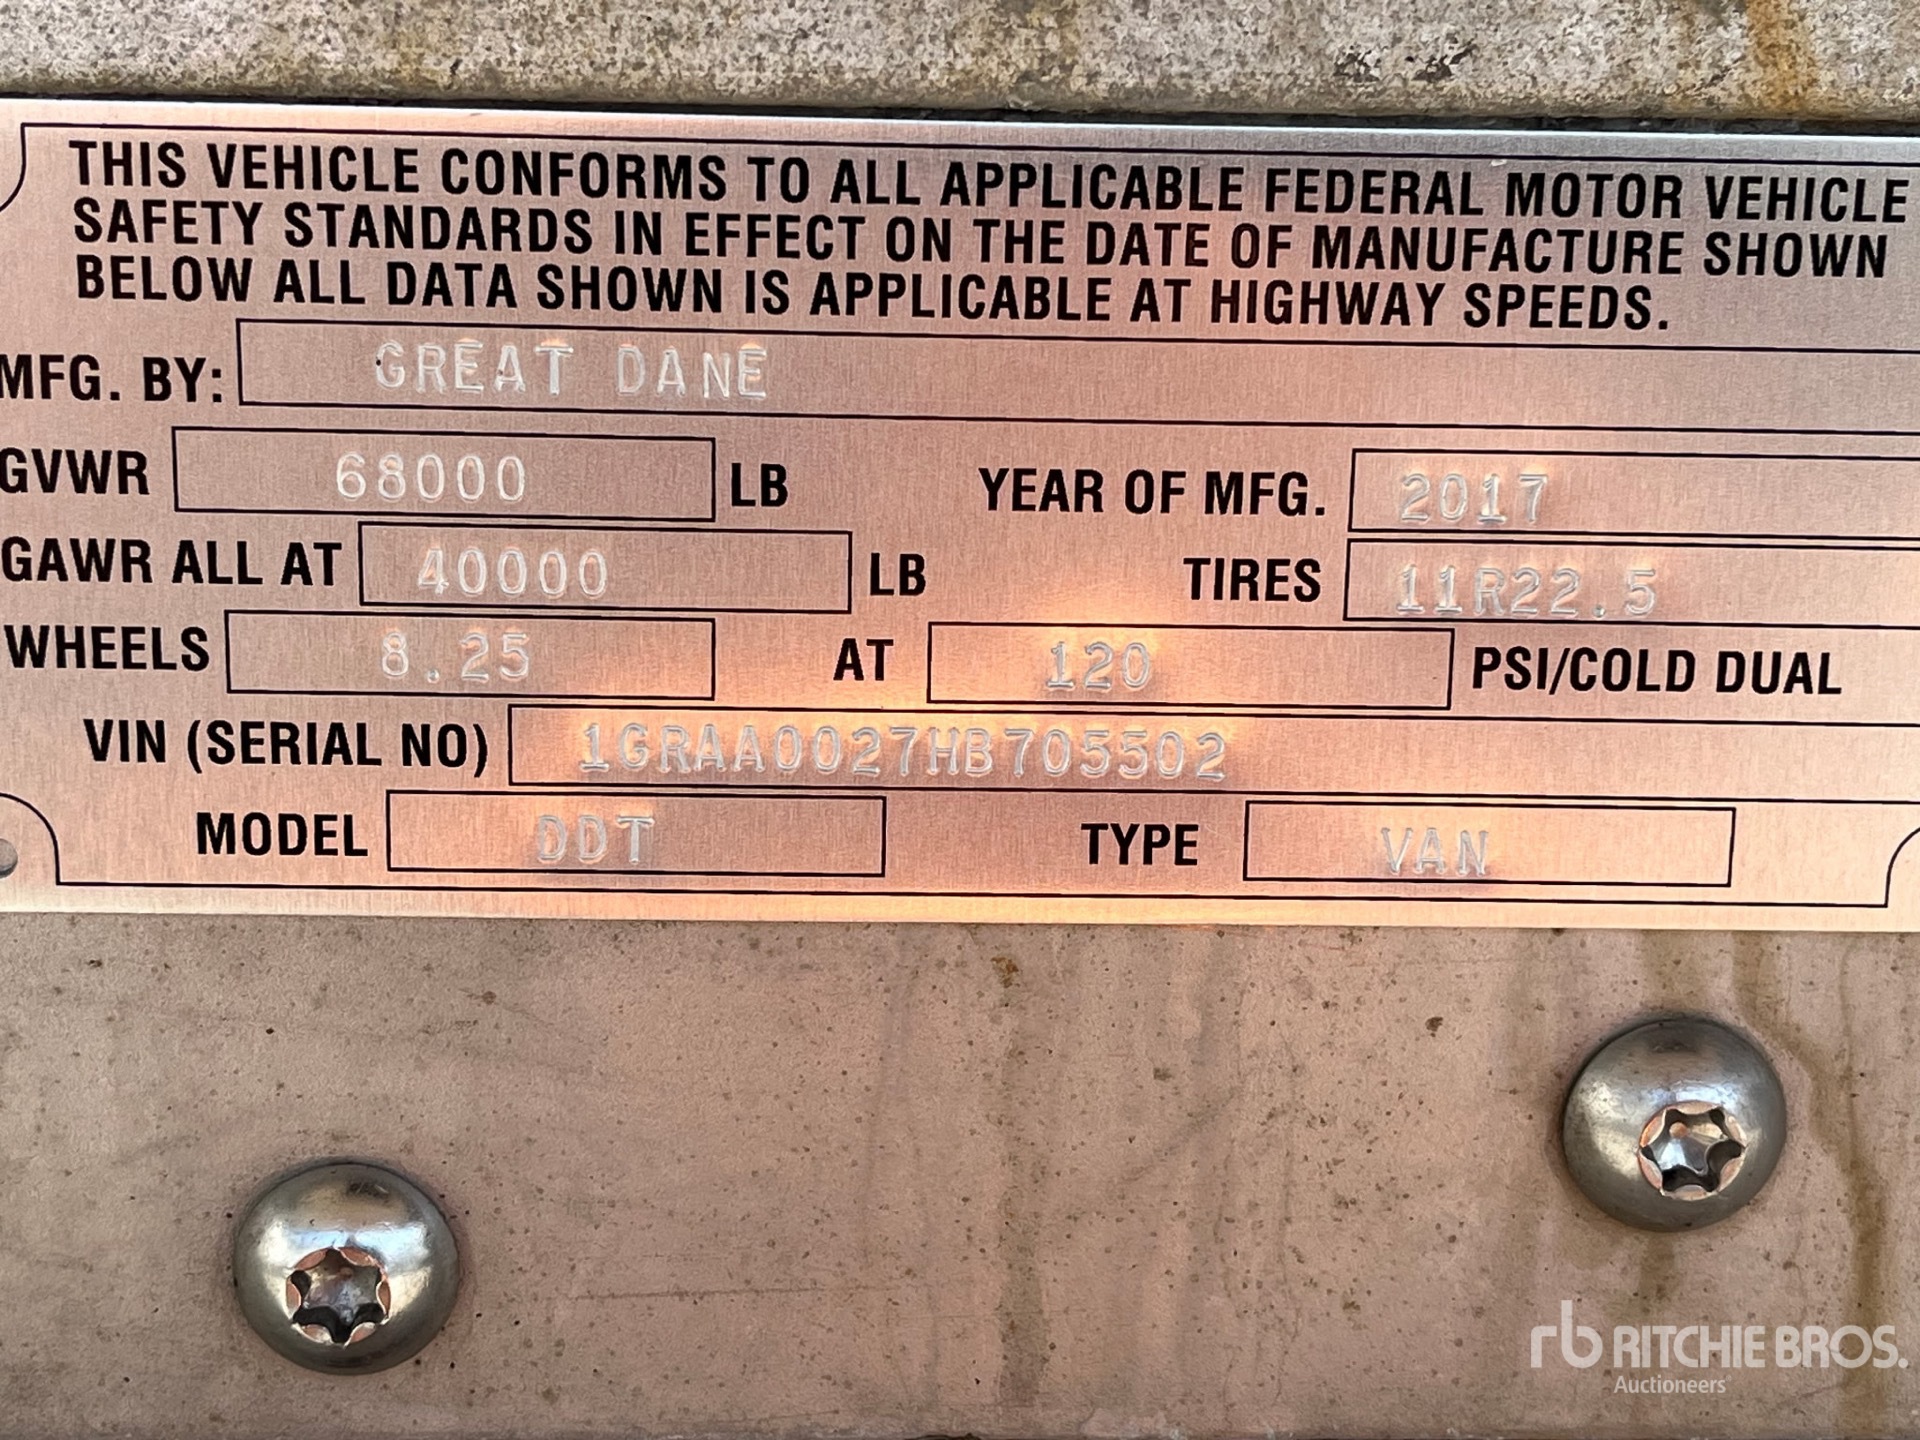 THIS VEHICLE CONFORMS TO ALL APPLICABLE FEDERAL MOTOR VEHICLE
SAFETY STANDARDS IN EFFECT ON THE DATE OF MANUFACTURE SHOWN
BELOW ALL DATA SHOWN IS APPLICABLE AT HIGHWAY SPEEDS.
MFG. BY: GREAT DANE
GVWR 68000 LB YEAR OF MFG. 2017
GAWR ALL AT 40000 LB TIRES 11R22.5
WHEELS 8.25 AT 120 PSI/COLD DUAL
VIN (SERIAL NO) 1GRAA0027HB705502
MODEL DDT TYPE VAN
rb RITCHIE BROS.
Auctioneers